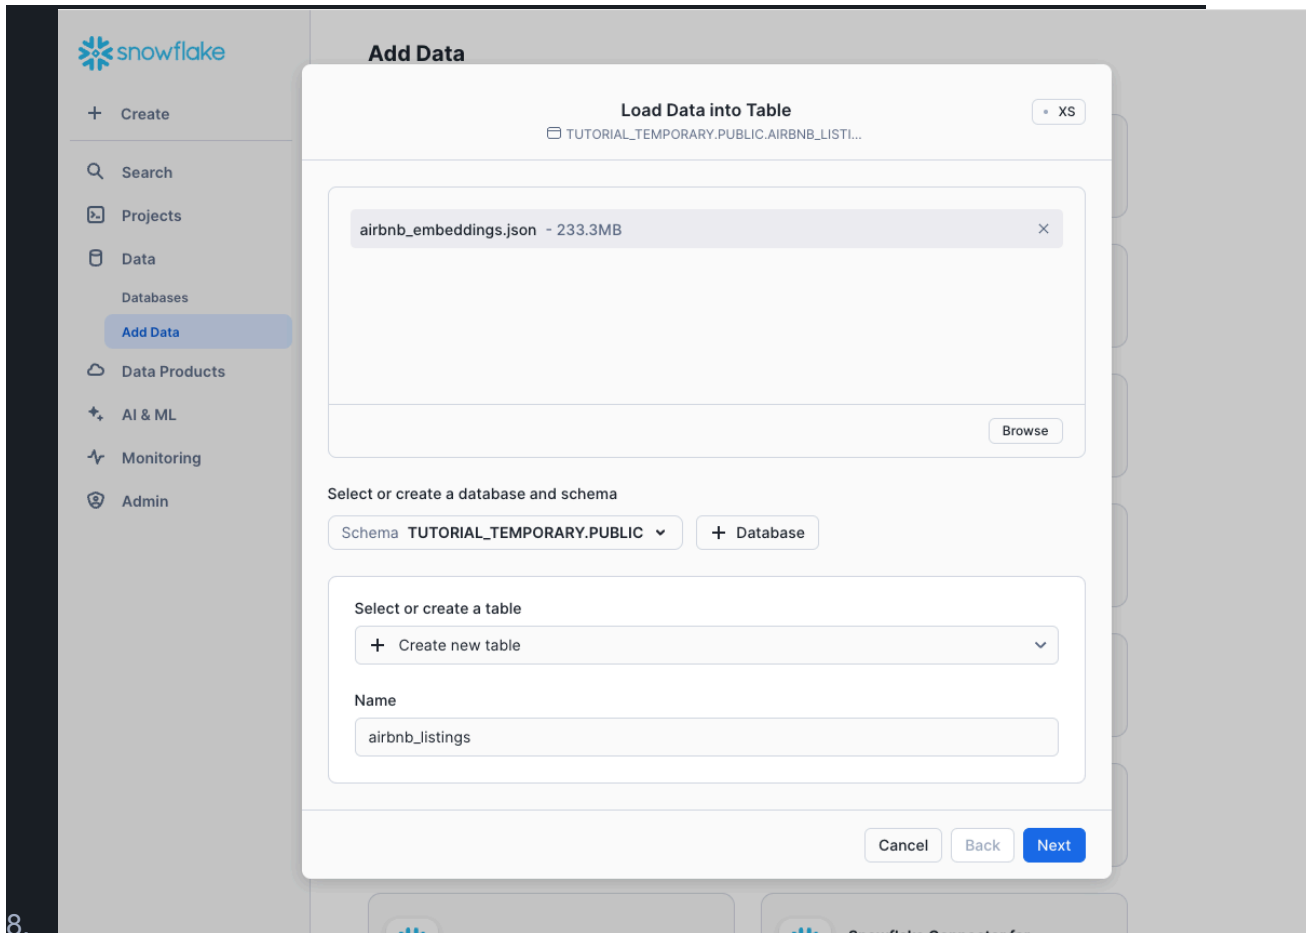 snowflake
Create
Search
Projects
Data
Databases
Add Data
Data Products
AI & ML
Monitoring
Admin
Add Data
Load Data into Table
XS
TUTORIAL_TEMPORARY.PUBLIC.AIRBNB_LISTI...
airbnb_embeddings.json - 233.3MB
Browse
Select or create a database and schema
Schema TUTORIAL_TEMPORARY.PUBLIC
+ Database
Select or create a table
+ Create new table
Name
airbnb_listings
Cancel
Back
Next
8.